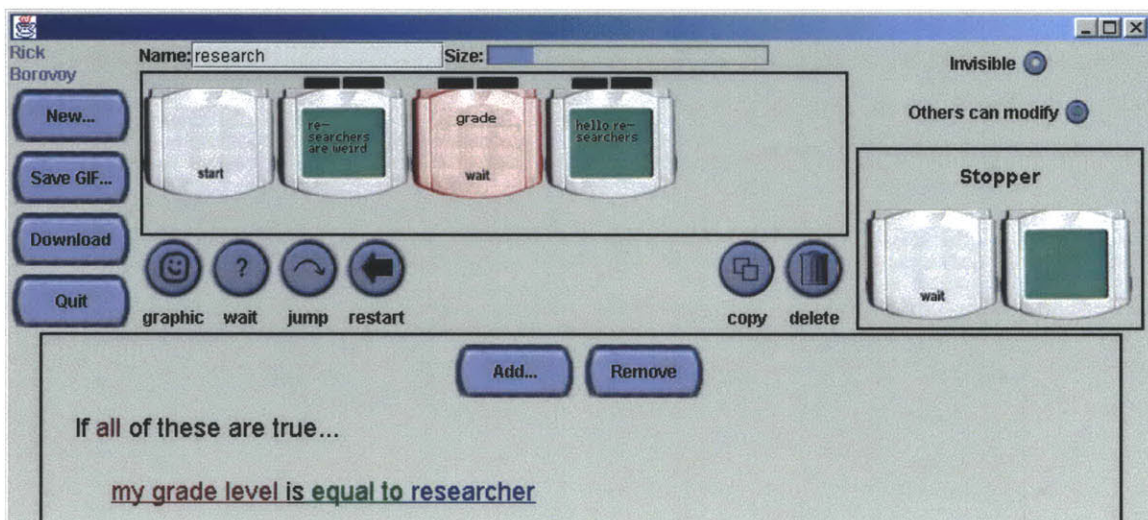 Rick
Borovoy
Name: research
Size:
Invisible
Others can modify
New...
Save GIF...
Download
Quit
start
re-
searchers
are weird
grade
wait
hello re-
searchers
Stopper
wait
?
graphic
wait
jump
restart
copy
delete
Add...
Remove
If all of these are true...
my grade level is equal to researcher